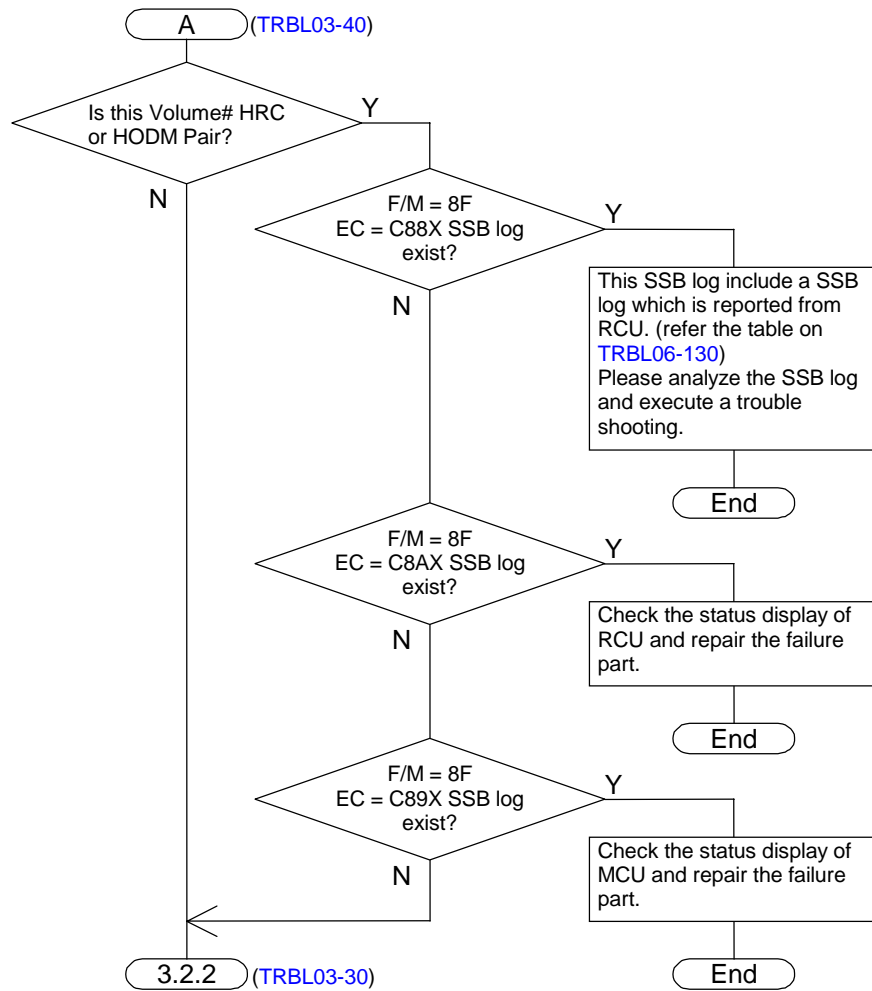 A (TRBL03-40)
Is this Volume# HRC
or HODM Pair?
Y
N
F/M = 8F
EC = C88X SSB log
exist?
Y
N
This SSB log include a SSB
log which is reported from
RCU. (refer the table on
TRBL06-130)
Please analyze the SSB log
and execute a trouble
shooting.
End
F/M = 8F
EC = C8AX SSB log
exist?
Y
N
Check the status display of
RCU and repair the failure
part.
End
F/M = 8F
EC = C89X SSB log
exist?
Y
N
Check the status display of
MCU and repair the failure
part.
End
3.2.2 (TRBL03-30)